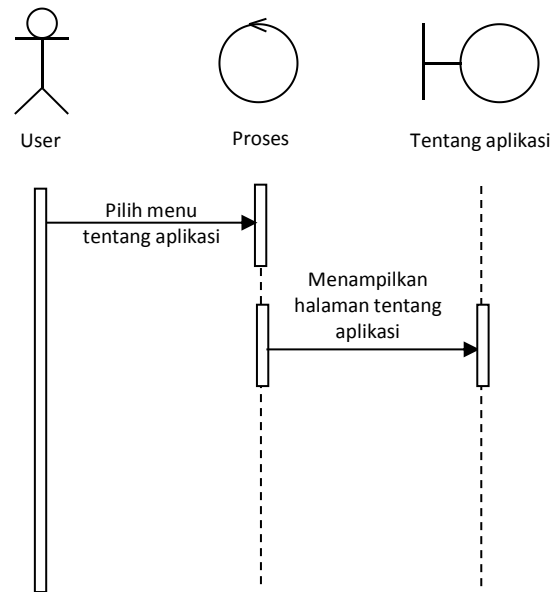 User
Proses
Tentang aplikasi
Pilih menu
tentang aplikasi
Menampilkan
halaman tentang
aplikasi